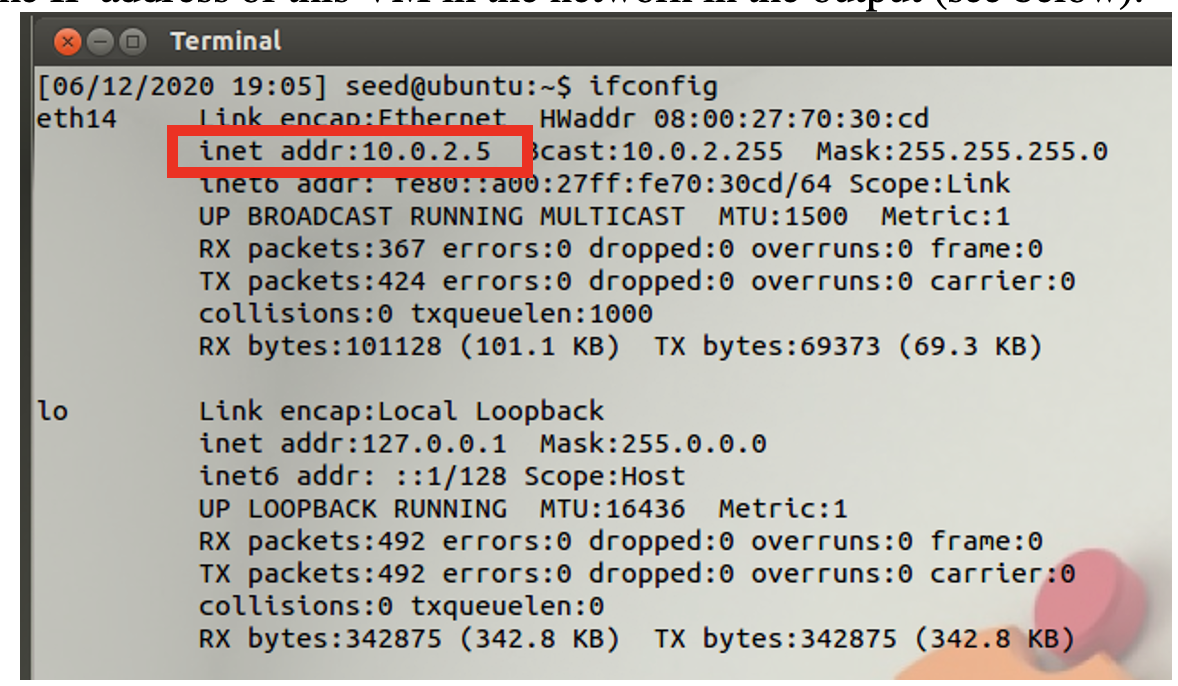 IP address of this VM in the network in the output (see below).
Terminal
[06/12/2020 19:05] seed@ubuntu:~$ ifconfig
eth14 Link encap:Ethernet HWaddr 08:00:27:70:30:cd
inet addr:10.0.2.5 Bcast:10.0.2.255 Mask:255.255.255.0
inet6 addr: fe80::a00:27ff:fe70:30cd/64 Scope:Link
UP BROADCAST RUNNING MULTICAST MTU:1500 Metric:1
RX packets:367 errors:0 dropped:0 overruns:0 frame:0
TX packets:424 errors:0 dropped:0 overruns:0 carrier:0
collisions:0 txqueuelen:1000
RX bytes:101128 (101.1 KB) TX bytes:69373 (69.3 KB)
lo Link encap:Local Loopback
inet addr:127.0.0.1 Mask:255.0.0.0
inet6 addr: ::1/128 Scope:Host
UP LOOPBACK RUNNING MTU:16436 Metric:1
RX packets:492 errors:0 dropped:0 overruns:0 frame:0
TX packets:492 errors:0 dropped:0 overruns:0 carrier:0
collisions:0 txqueuelen:0
RX bytes:342875 (342.8 KB) TX bytes:342875 (342.8 KB)